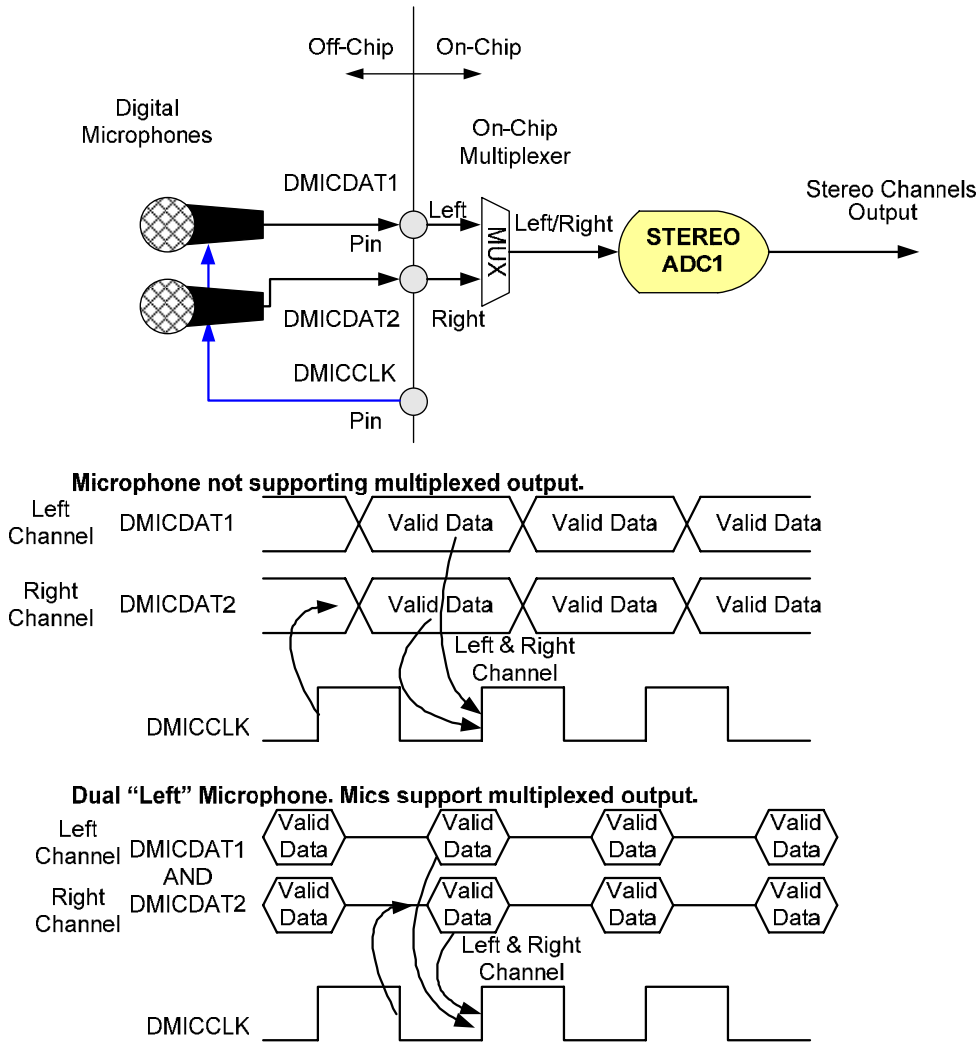 Off-Chip
On-Chip
Digital
Microphones
On-Chip
Multiplexer
DMICDAT1
Pin
Left
MUX
Left/Right
STEREO
ADC1
Stereo Channels
Output
DMICDAT2
Right
DMICCLK
Pin
Microphone not supporting multiplexed output.
Left
Channel
DMICDAT1
Valid Data
Valid Data
Valid Data
Right
Channel
DMICDAT2
Valid Data
Valid Data
Valid Data
Left & Right
Channel
DMICCLK
Dual “Left” Microphone. Mics support multiplexed output.
Left
Channel
DMICDAT1
AND
DMICDAT2
Right
Channel
Valid
Data
Valid
Data
Valid
Data
Valid
Data
Valid
Data
Valid
Data
Valid
Data
Valid
Data
Left & Right
Channel
DMICCLK